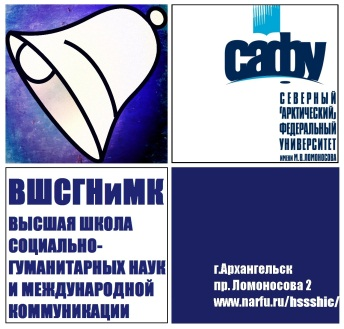 сафу
СЕВЕРНЫЙ
(АРКТИЧЕСКИЙ)
ФЕДЕРАЛЬНЫЙ
УНИВЕРСИТЕТ
ИМЕНИ М. В. ЛОМОНОСОВА
ВШСГНиМК
ВЫСШАЯ ШКОЛА
СОЦИАЛЬНО-
ГУМАНИТАРНЫХ НАУК
И МЕЖДУНАРОДНОЙ
КОММУНИКАЦИИ
г.Архангельск
пр. Ломоносова 2
www.narfu.ru/hssshic/